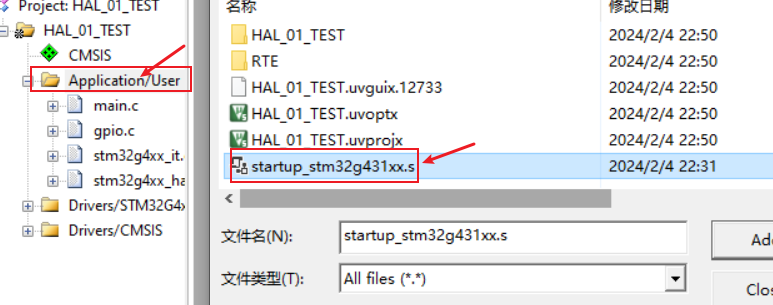 Project: HAL_01_TEST
HAL_01_TEST
CMSIS
Application/User
main.c
gpio.c
stm32g4xx_it.
stm32g4xx_ha
Drivers/STM32G4x
Drivers/CMSIS
名称 修改日期
HAL_01_TEST 2024/2/4 22:50
RTE 2024/2/4 22:50
HAL_01_TEST.uvguix.12733 2024/2/4 22:50
HAL_01_TEST.uvoptx 2024/2/4 22:50
HAL_01_TEST.uvprojx 2024/2/4 22:50
startup_stm32g431xx.s 2024/2/4 22:31
文件名(N): startup_stm32g431xx.s Add
文件类型(T): All files (*.*) Clos